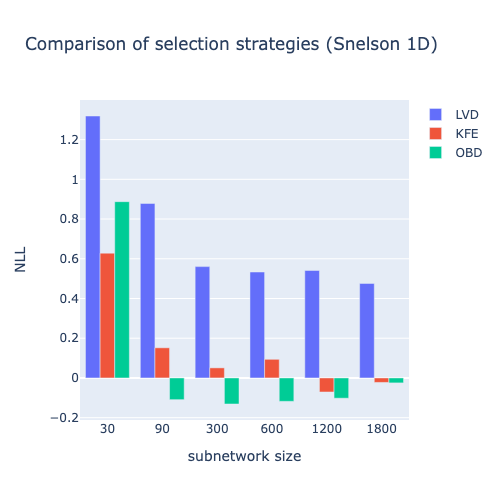 Comparison of selection strategies (Snelson 1D)
LVD
KFE
OBD
1.2
1
0.8
0.6
0.4
0.2
0
−0.2
NLL
30 90 300 600 1200 1800
subnetwork size